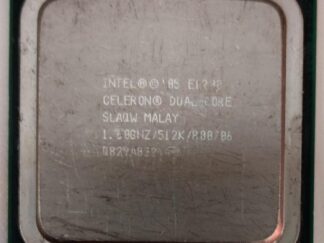 INTEL® © '05
CELERON® DUAL-CORE
SLAQW MALAY
/512K/800/06